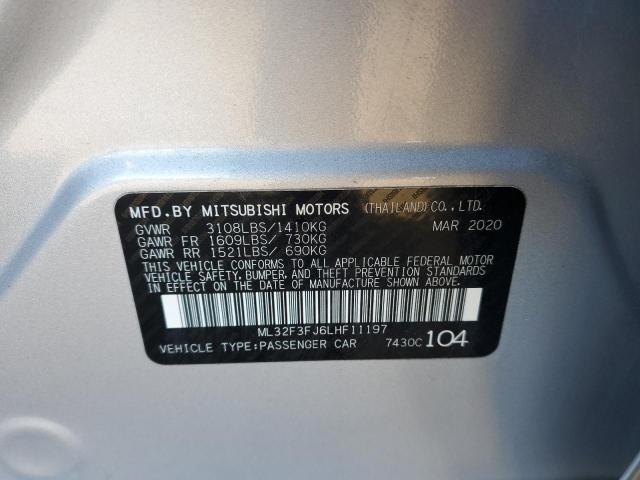 MFD. BY MITSUBISHI MOTORS (THAILAND) CO., LTD.
GVWR 3108LBS/1410KG MAR 2020
GAWR FR 1609LBS/ 730KG
GAWR RR 1521LBS/ 690KG
THIS VEHICLE CONFORMS TO ALL APPLICABLE FEDERAL MOTOR
VEHICLE SAFETY, BUMPER, AND THEFT PREVENTION STANDARDS
IN EFFECT ON THE DATE OF MANUFACTURE SHOWN ABOVE.
ML32F3FJ6LHF11197
VEHICLE TYPE:PASSENGER CAR 7430C 104